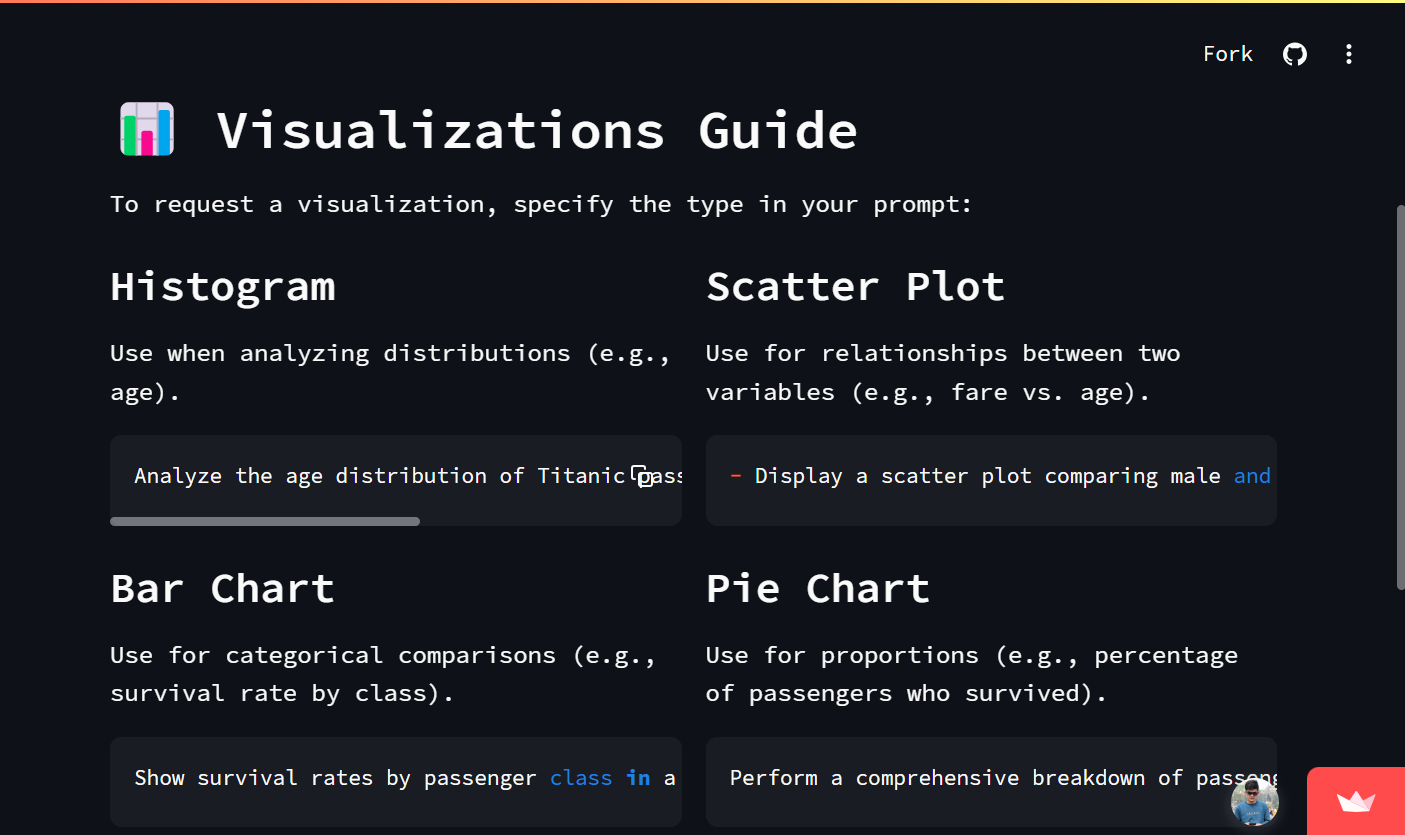 Fork
Visualizations Guide
To request a visualization, specify the type in your prompt:
Histogram
Use when analyzing distributions (e.g.,
age).
Analyze the age distribution of Titanic pass
Scatter Plot
Use for relationships between two
variables (e.g., fare vs. age).
- Display a scatter plot comparing male and
Bar Chart
Use for categorical comparisons (e.g.,
survival rate by class).
Show survival rates by passenger class in a
Pie Chart
Use for proportions (e.g., percentage
of passengers who survived).
Perform a comprehensive breakdown of passeng